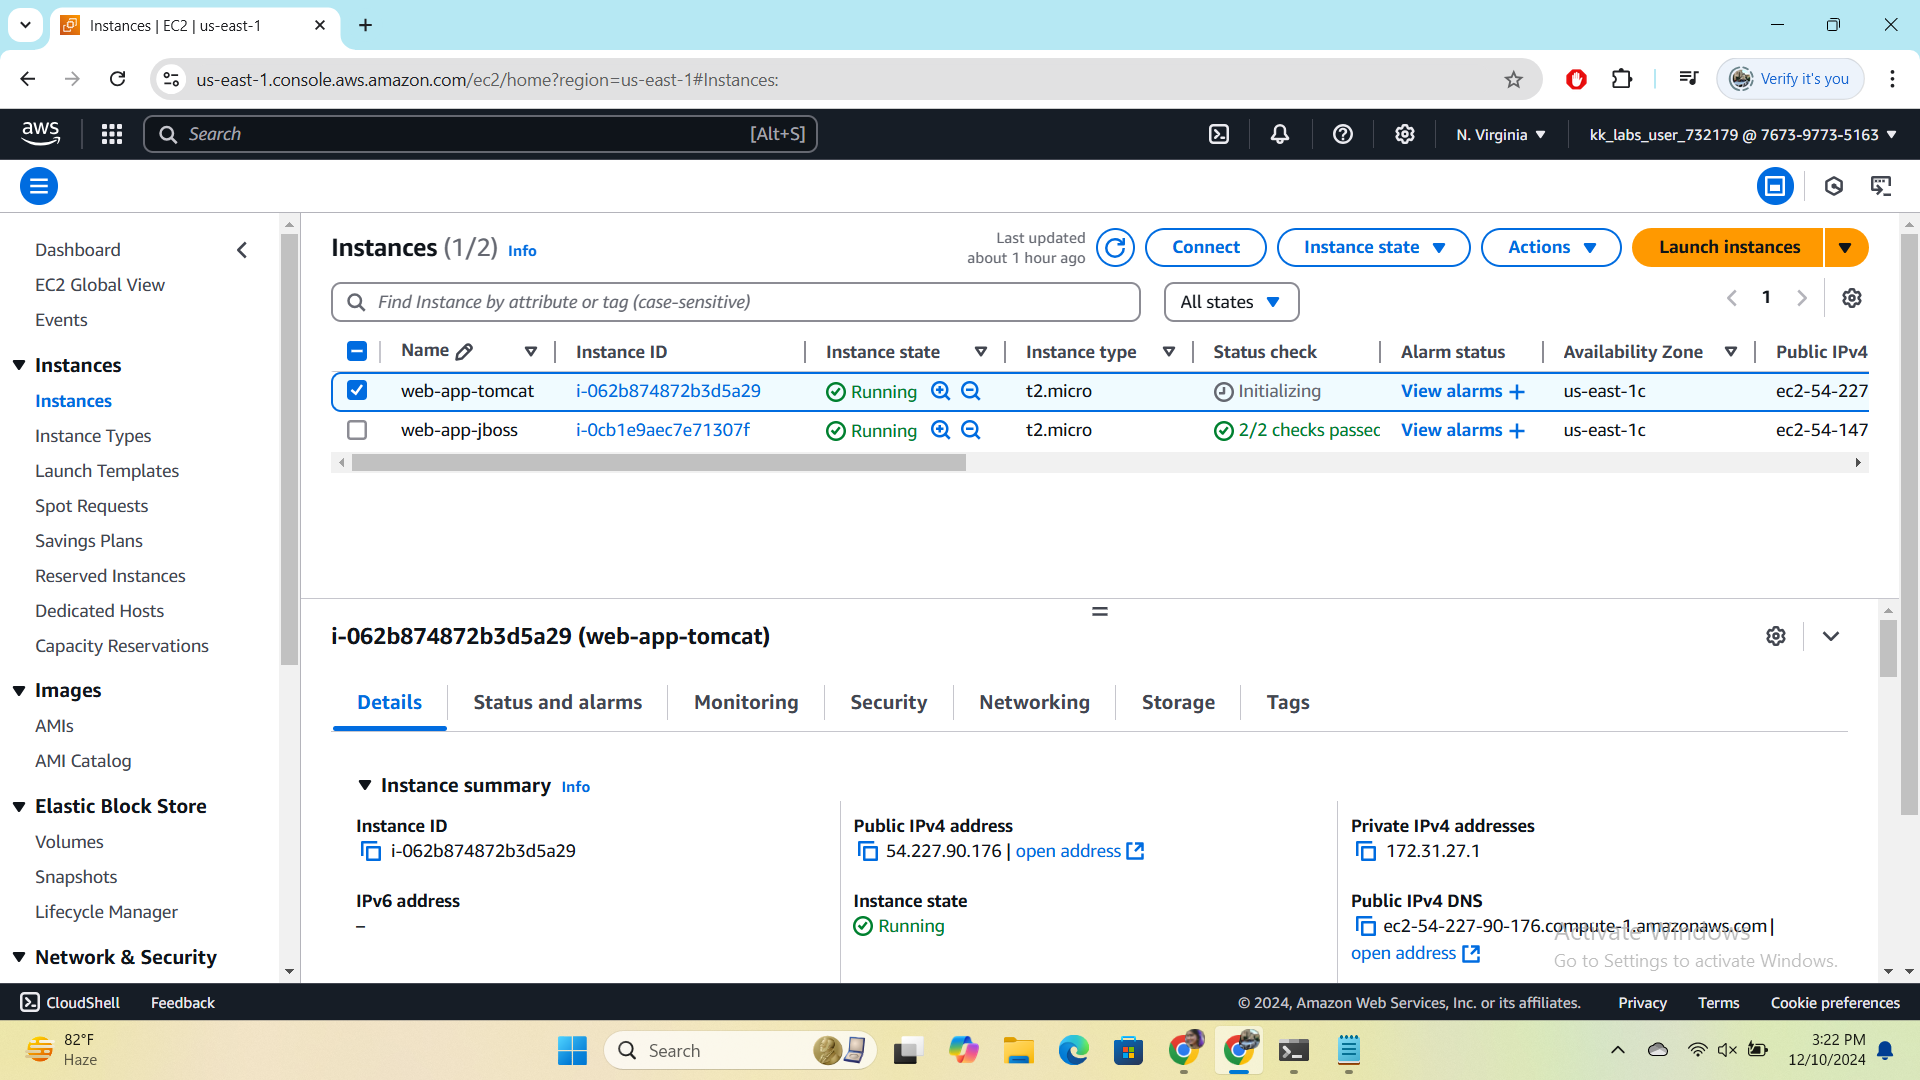 Instances | EC2 | us-east-1
us-east-1.console.aws.amazon.com/ec2/home?region=us-east-1#Instances:
Verify it's you
aws
Search [Alt+S]
N. Virginia
kk_labs_user_732179 @ 7673-9773-5163
Dashboard
EC2 Global View
Events
Instances
Instances
Instance Types
Launch Templates
Spot Requests
Savings Plans
Reserved Instances
Dedicated Hosts
Capacity Reservations
Images
AMIs
AMI Catalog
Elastic Block Store
Volumes
Snapshots
Lifecycle Manager
Network & Security
Instances (1/2) Info
Last updated
about 1 hour ago
Connect
Instance state
Actions
Launch instances
Find Instance by attribute or tag (case-sensitive)
All states
1
Name Instance ID Instance state Instance type Status check Alarm status Availability Zone Public IPv4
web-app-tomcat i-062b874872b3d5a29 Running t2.micro Initializing View alarms + us-east-1c ec2-54-227
web-app-jboss i-0cb1e9aec7e71307f Running t2.micro 2/2 checks passec View alarms + us-east-1c ec2-54-147
i-062b874872b3d5a29 (web-app-tomcat)
Details Status and alarms Monitoring Security Networking Storage Tags
Instance summary Info
Instance ID
i-062b874872b3d5a29
Public IPv4 address
54.227.90.176 | open address
Private IPv4 addresses
172.31.27.1
IPv6 address
–
Instance state
Running
Public IPv4 DNS
ec2-54-227-90-176.compute-1.amazonaws.com |
open address
Activate Windows
Go to Settings to activate Windows.
CloudShell Feedback
© 2024, Amazon Web Services, Inc. or its affiliates. Privacy Terms Cookie preferences
82°F
Haze
Search
3:22 PM
12/10/2024